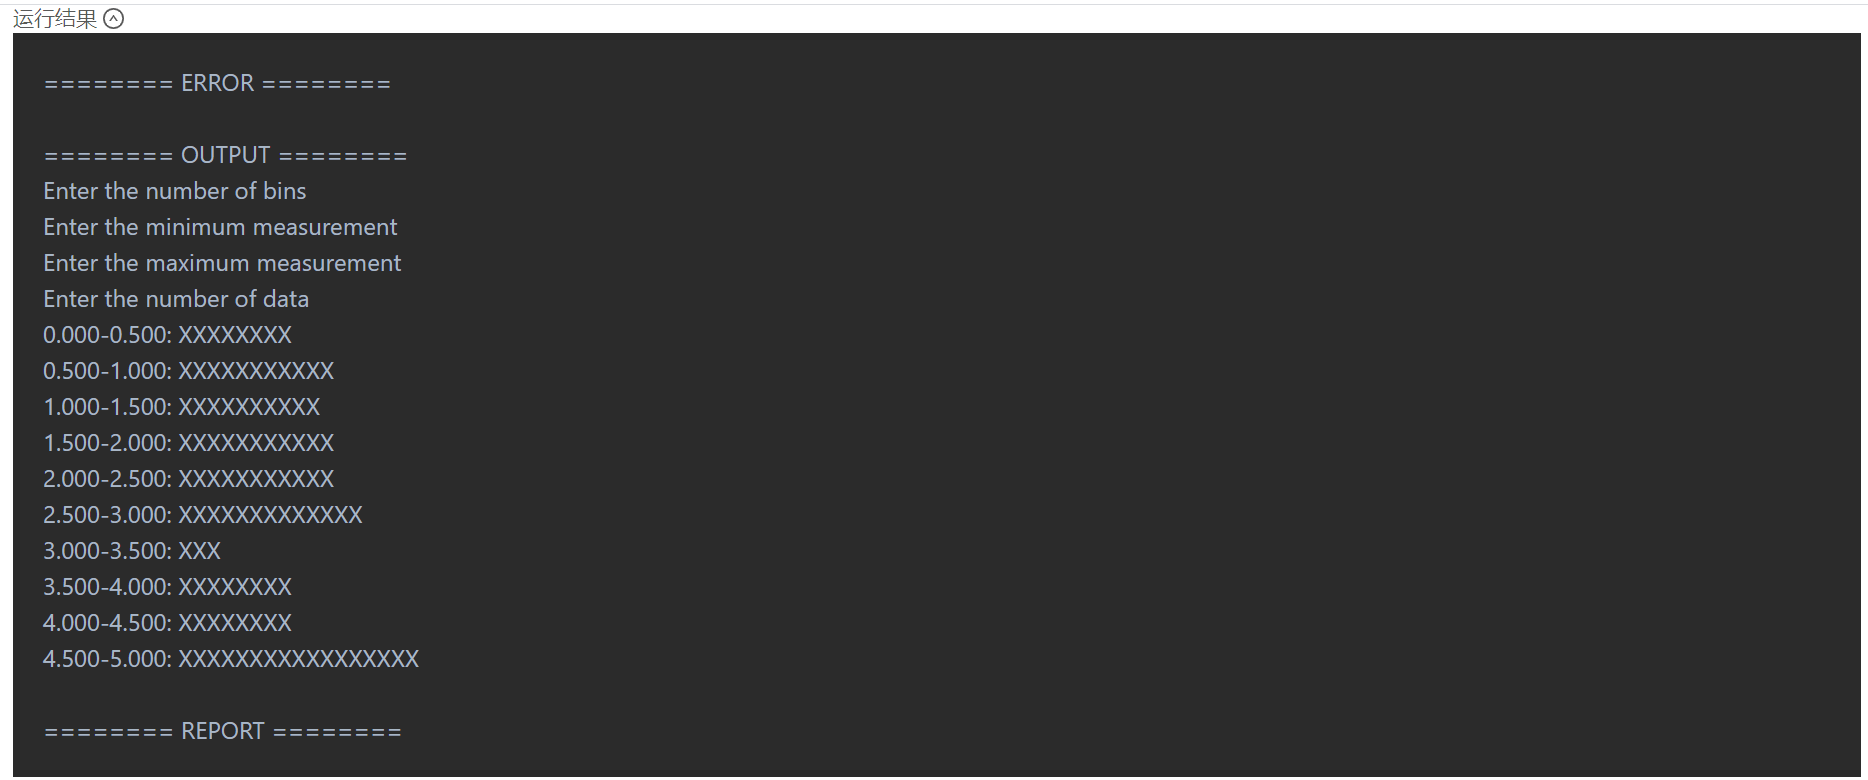 运行结果
======== ERROR ========
======== OUTPUT ========
Enter the number of bins
Enter the minimum measurement
Enter the maximum measurement
Enter the number of data
0.000-0.500: XXXXXXXX
0.500-1.000: XXXXXXXXXXX
1.000-1.500: XXXXXXXXXX
1.500-2.000: XXXXXXXXXXX
2.000-2.500: XXXXXXXXXXX
2.500-3.000: XXXXXXXXXXXXX
3.000-3.500: XXX
3.500-4.000: XXXXXXXX
4.000-4.500: XXXXXXXX
4.500-5.000: XXXXXXXXXXXXXXXXX
======== REPORT ========